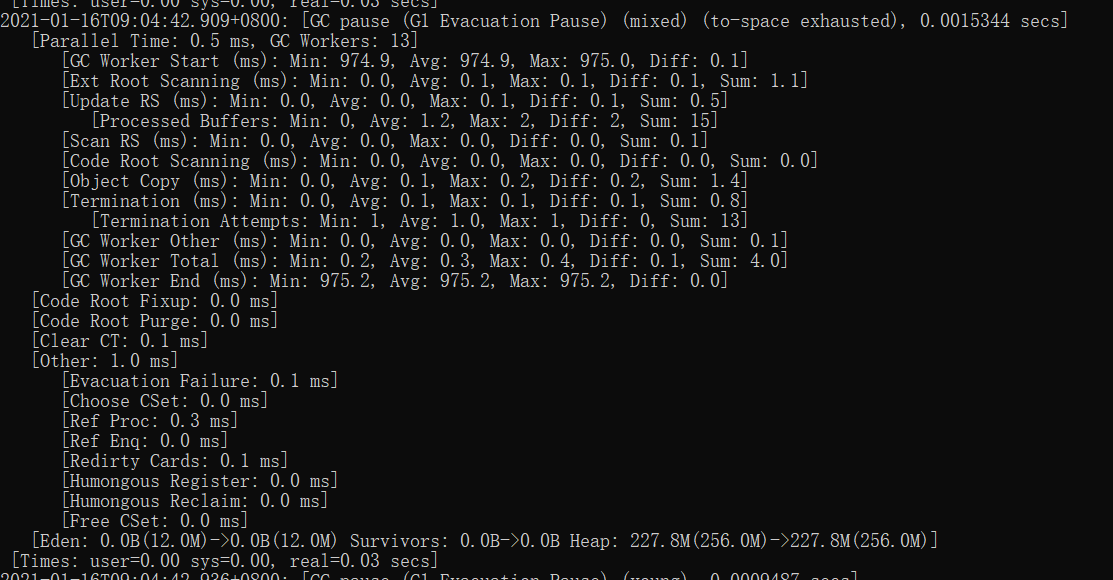 [Times: user=0.00 sys=0.00, real=0.03 secs]
2021-01-16T09:04:42.909+0800: [GC pause (G1 Evacuation Pause) (mixed) (to-space exhausted), 0.0015344 secs]
[Parallel Time: 0.5 ms, GC Workers: 13]
[GC Worker Start (ms): Min: 974.9, Avg: 974.9, Max: 975.0, Diff: 0.1]
[Ext Root Scanning (ms): Min: 0.0, Avg: 0.1, Max: 0.1, Diff: 0.1, Sum: 1.1]
[Update RS (ms): Min: 0.0, Avg: 0.0, Max: 0.1, Diff: 0.1, Sum: 0.5]
[Processed Buffers: Min: 0, Avg: 1.2, Max: 2, Diff: 2, Sum: 15]
[Scan RS (ms): Min: 0.0, Avg: 0.0, Max: 0.0, Diff: 0.0, Sum: 0.1]
[Code Root Scanning (ms): Min: 0.0, Avg: 0.0, Max: 0.0, Diff: 0.0, Sum: 0.0]
[Object Copy (ms): Min: 0.0, Avg: 0.1, Max: 0.2, Diff: 0.2, Sum: 1.4]
[Termination (ms): Min: 0.0, Avg: 0.1, Max: 0.1, Diff: 0.1, Sum: 0.8]
[Termination Attempts: Min: 1, Avg: 1.0, Max: 1, Diff: 0, Sum: 13]
[GC Worker Other (ms): Min: 0.0, Avg: 0.0, Max: 0.0, Diff: 0.0, Sum: 0.1]
[GC Worker Total (ms): Min: 0.2, Avg: 0.3, Max: 0.4, Diff: 0.1, Sum: 4.0]
[GC Worker End (ms): Min: 975.2, Avg: 975.2, Max: 975.2, Diff: 0.0]
[Code Root Fixup: 0.0 ms]
[Code Root Purge: 0.0 ms]
[Clear CT: 0.1 ms]
[Other: 1.0 ms]
[Evacuation Failure: 0.1 ms]
[Choose CSet: 0.0 ms]
[Ref Proc: 0.3 ms]
[Ref Enq: 0.0 ms]
[Redirty Cards: 0.1 ms]
[Humongous Register: 0.0 ms]
[Humongous Reclaim: 0.0 ms]
[Free CSet: 0.0 ms]
[Eden: 0.0B(12.0M)->0.0B(12.0M) Survivors: 0.0B->0.0B Heap: 227.8M(256.0M)->227.8M(256.0M)]
[Times: user=0.00 sys=0.00, real=0.03 secs]
2021-01-16T09:04:42.936+0800: [GC pause (G1 Evacuation Pause) (young), 0.0009487 secs]